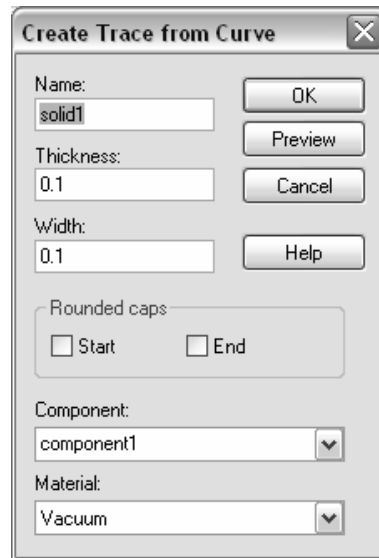 Create Trace from Curve
Name:
solid1
OK
Preview
Thickness:
0.1
Cancel
Width:
0.1
Help
Rounded caps
Start End
Component:
component1
Material:
Vacuum